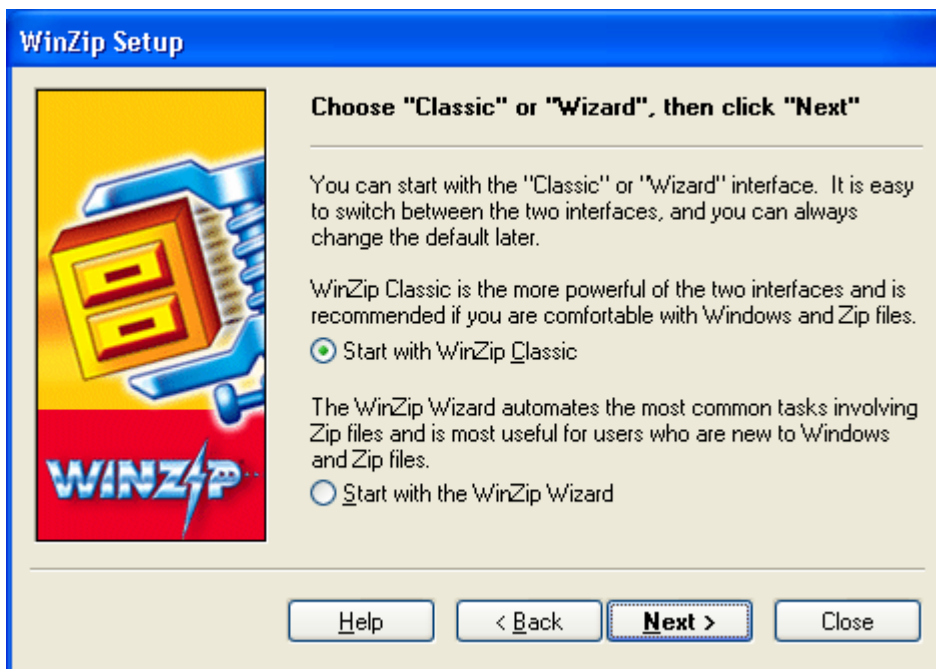 WinZip Setup
Choose "Classic" or "Wizard", then click "Next"
You can start with the "Classic" or "Wizard" interface.  It is easy
to switch between the two interfaces, and you can always
change the default later.
WinZip Classic is the more powerful of the two interfaces and is
recommended if you are comfortable with Windows and Zip files.
Start with WinZip Classic
The WinZip Wizard automates the most common tasks involving
Zip files and is most useful for users who are new to Windows
and Zip files.
Start with the WinZip Wizard
WINZIP
Help
< Back
Next >
Close